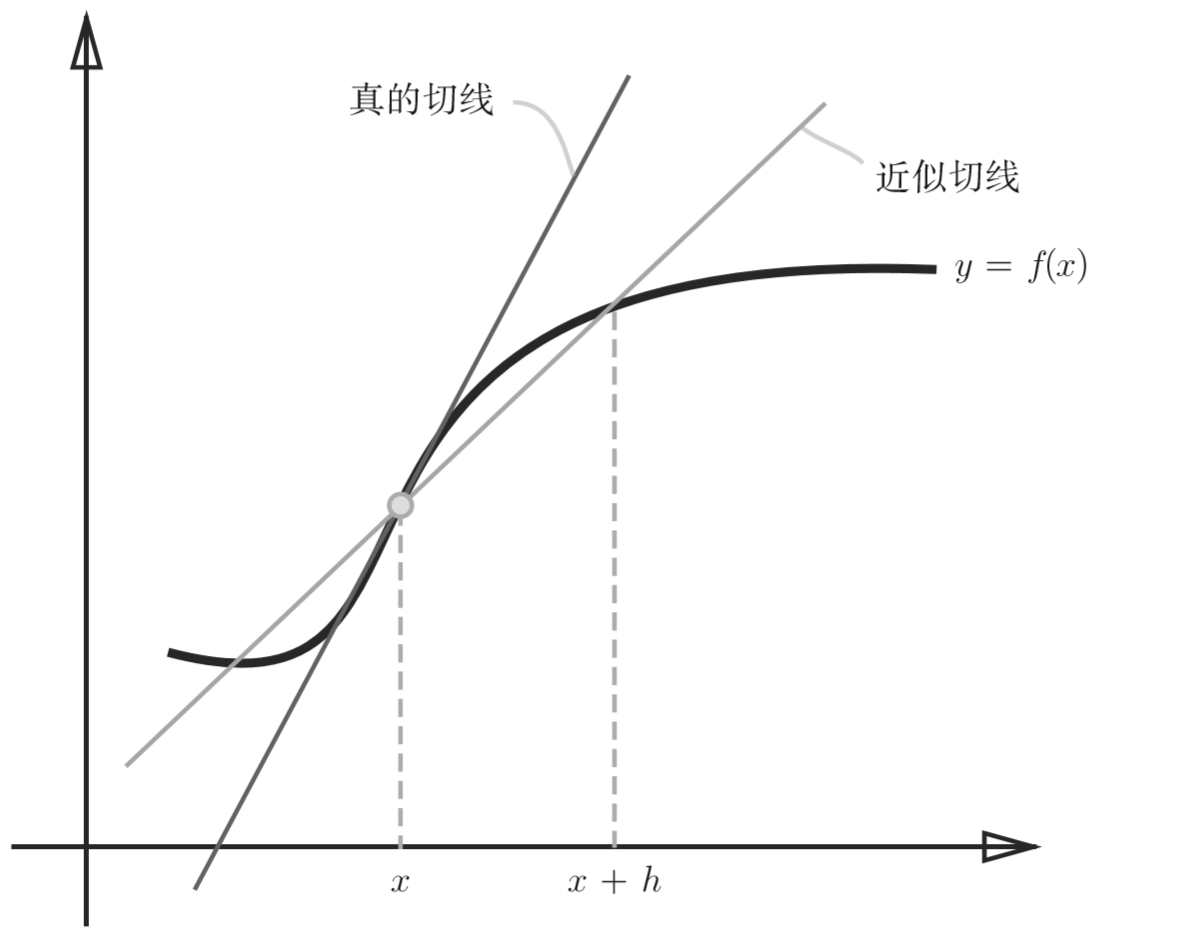 真的切线
近似切线
y = f(x)
x
x + h